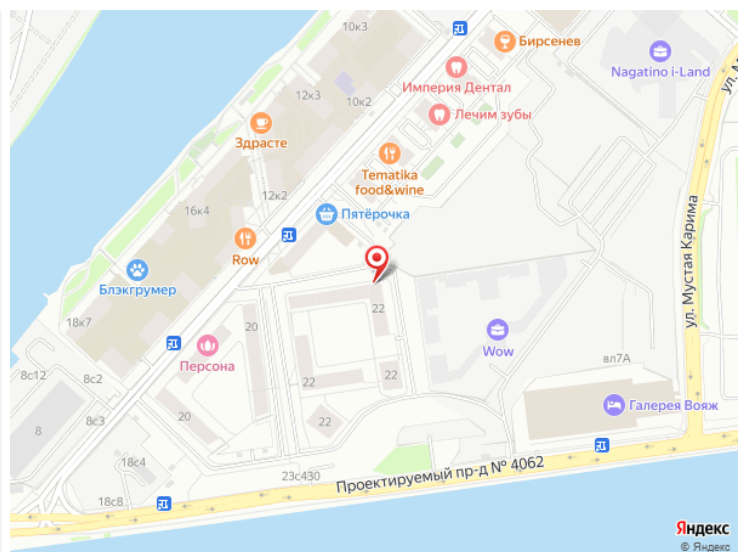 10к3
Бирсенев
Nagatino i-Land
Империя Дентал
12к3
10к2
Лечим зубы
Здрасте
Tematika
food&wine
12к2
Пятёрочка
16к4
Row
Блэкгрумер
ул. Мустая Карима
18к7
22
20
Wow
Персона
вл7А
8с12
8с2
22
22
Галерея Вояж
8с3
20
22
8
18с4
23с430
Проектируемый пр-д № 4062
18с8
Яндекс
© Яндекс